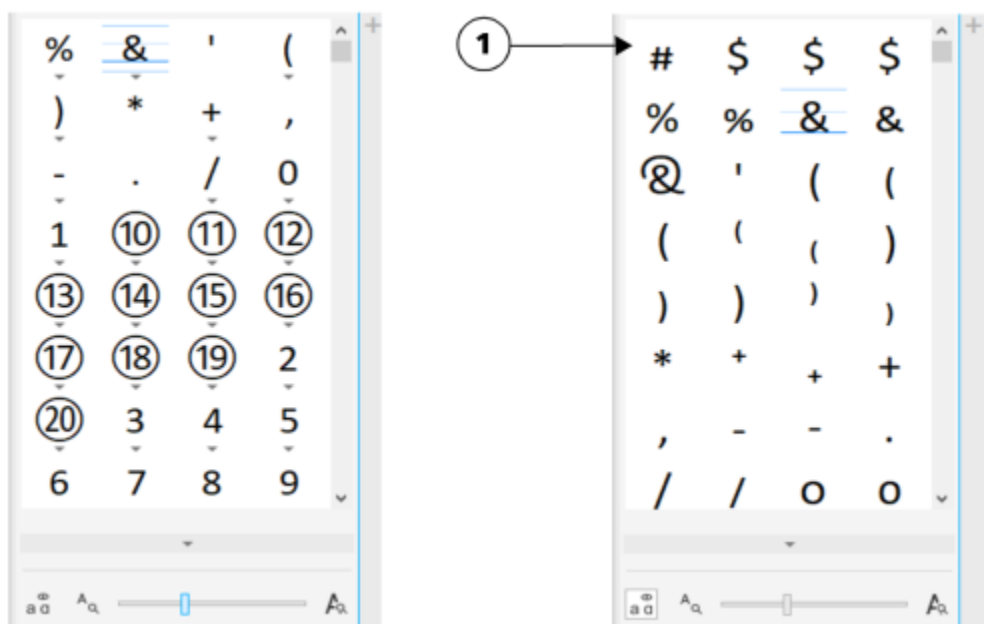 % & ' (
) * + ,
- . / 0
1 ⑩ ⑪ ⑫
⑬ ⑭ ⑮ ⑯
⑰ ⑱ ⑲ 2
⑳ 3 4 5
6 7 8 9
1
# $ $ $
% % & &
& ' ( (
( ( ( )
) ) ) )
* + + +
, - - .
/ / o o